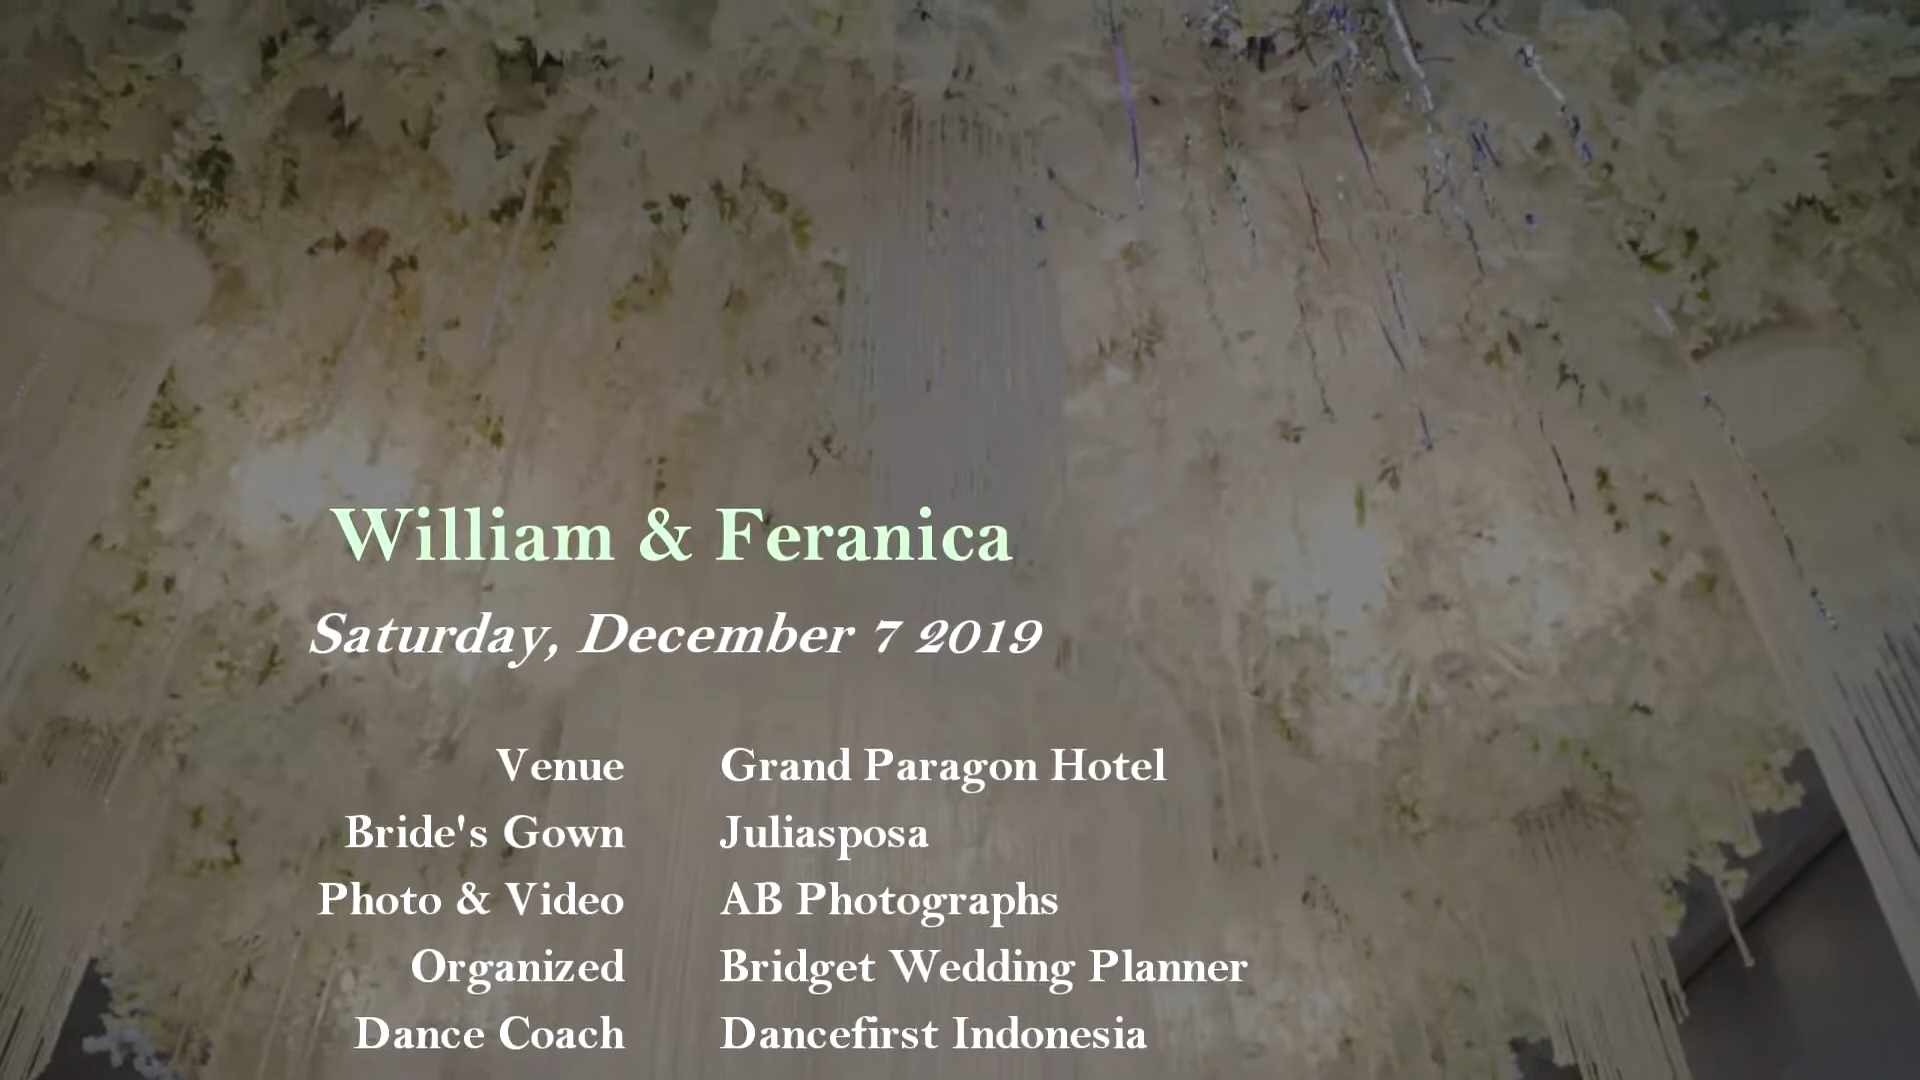 William & Feranica
Saturday, December 7 2019
Venue Grand Paragon Hotel
Bride's Gown Juliasposa
Photo & Video AB Photographs
Organized Bridget Wedding Planner
Dance Coach Dancefirst Indonesia